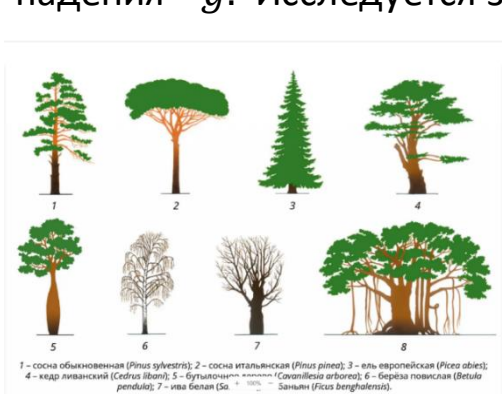 падения g? Исследуется з
1 2 3 4
5 6 7 8
1 – сосна обыкновенная (Pinus sylvestris); 2 – сосна итальянская (Pinus pinea); 3 – ель европейская (Picea abies);
4 – кедр ливанский (Cedrus libani); 5 – бутылочное (Cavanillesia arborea); 6 – берёза повислая (Betula
pendula); 7 – ива белая (Sa + 100% – баньян (Ficus benghalensis).